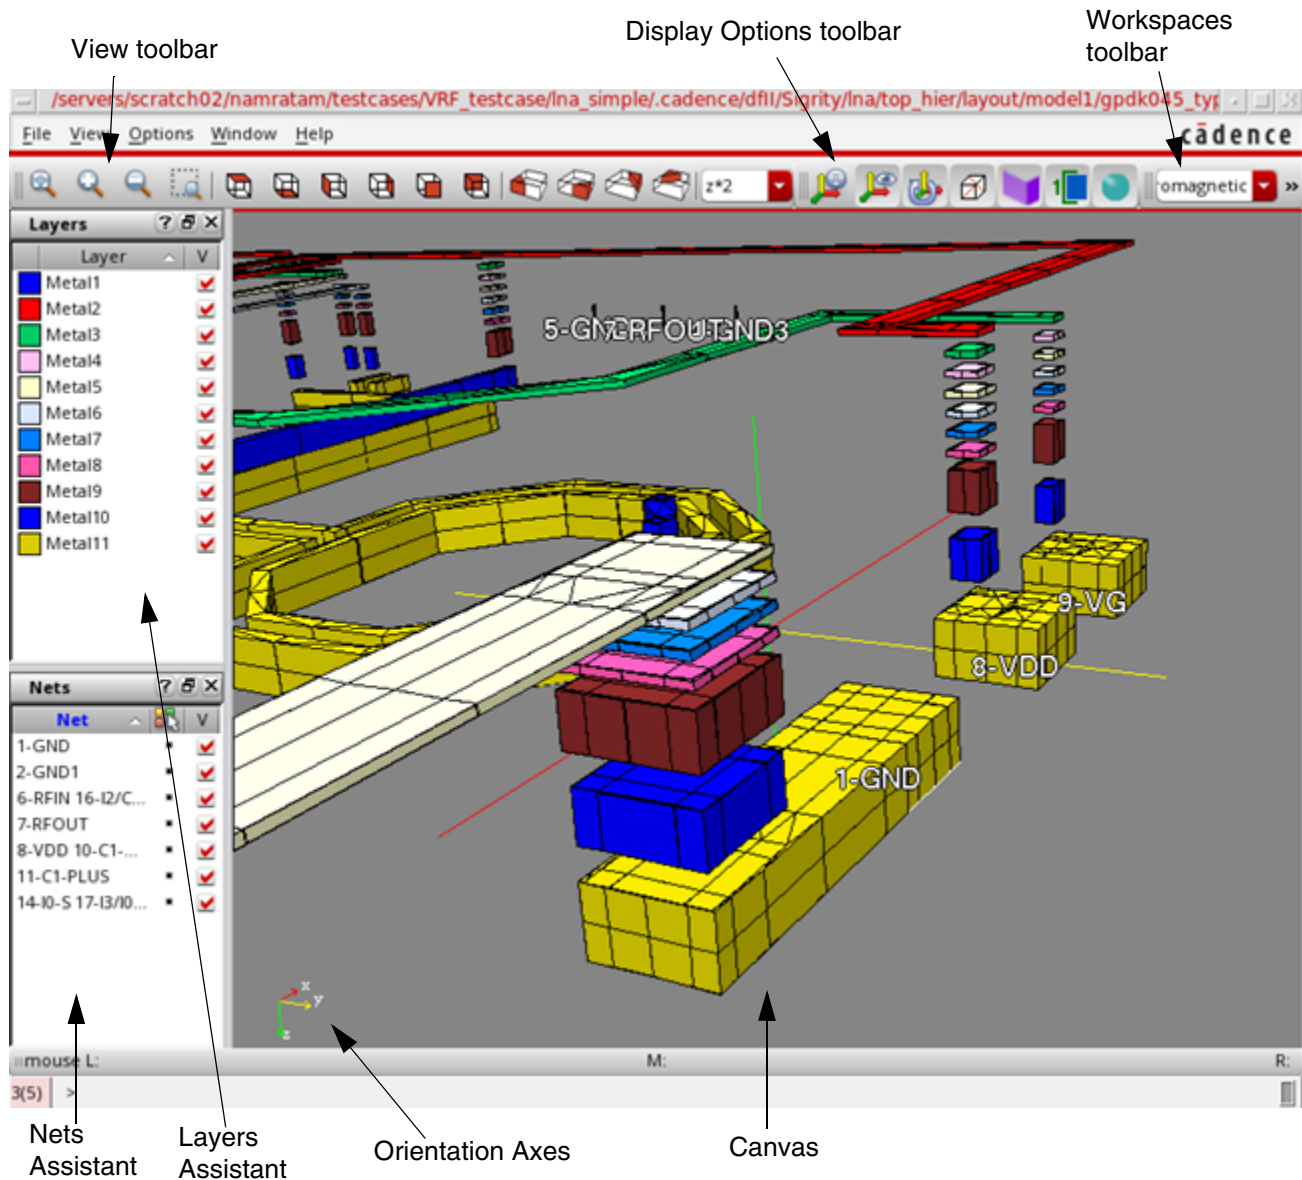 View toolbar
Display Options toolbar
Workspaces
toolbar
/servers/scratch02/namratam/testcases/VRF_testcase/lna_simple/.cadence/dfII/Sigrity/lna/top_hier/layout/model1/gpdk045_typ
File View Options Window Help
cādence
z*2
omagnetic
»
Layers
?
Layer
V
Metal1
Metal2
Metal3
Metal4
Metal5
Metal6
Metal7
Metal8
Metal9
Metal10
Metal11
Nets
?
Net
V
1-GND
2-GND1
6-RFIN 16-I2/C...
7-RFOUT
8-VDD 10-C1-...
11-C1-PLUS
14-I0-S 17-I3/I0...
9-VG
8-VDD
1-GND
x
y
z
mouse L:
M:
R:
3(5)
>
Nets
Assistant
Layers
Assistant
Orientation Axes
Canvas